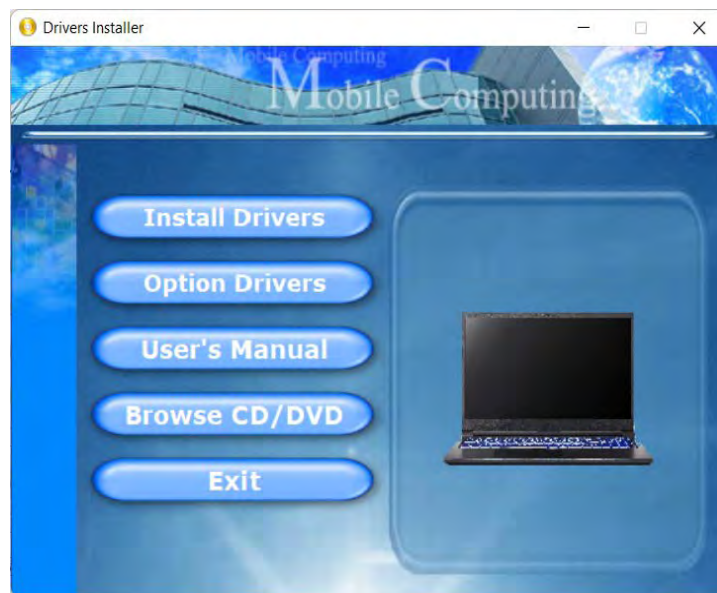 Drivers Installer
Mobile Computing
Mobile Computing
Install Drivers
Option Drivers
User's Manual
Browse CD/DVD
Exit